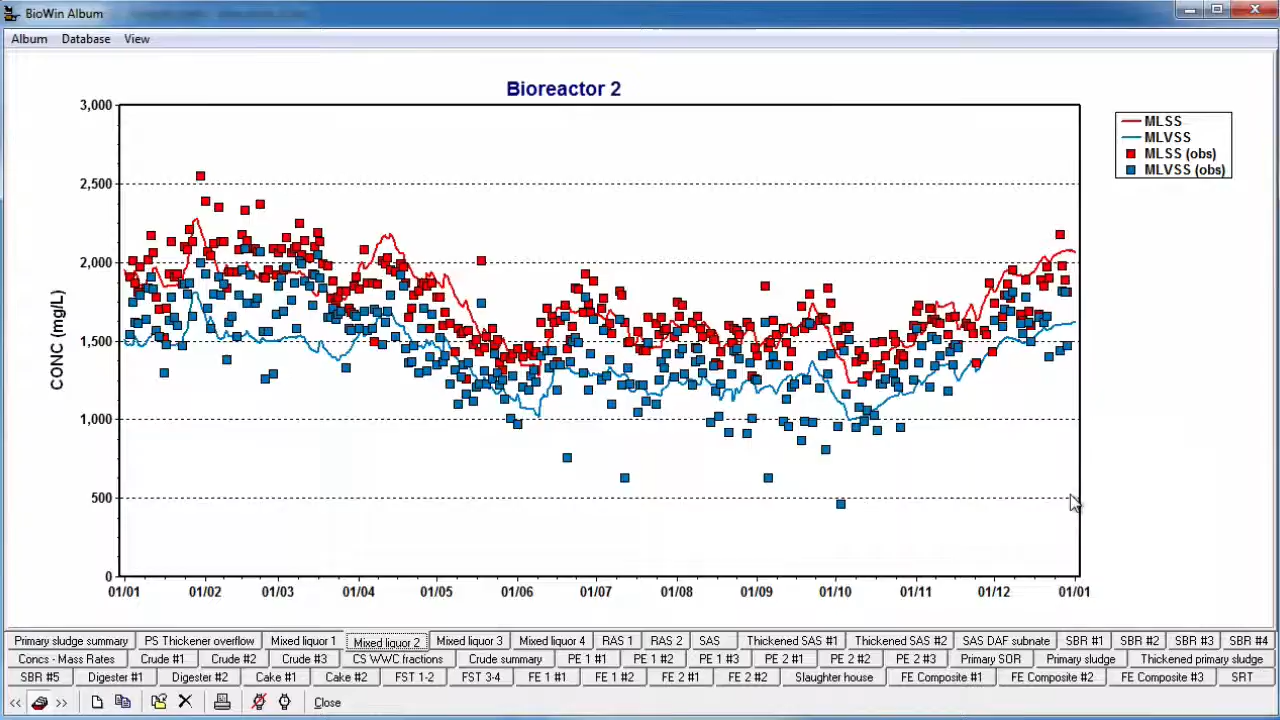 BioWin Album
Album Database View
Bioreactor 2
3,000
2,500
2,000
1,500
1,000
500
0
CONC (mg/L)
01/01 01/02 01/03 01/04 01/05 01/06 01/07 01/08 01/09 01/10 01/11 01/12 01/01
MLSS
MLVSS
MLSS (obs)
MLVSS (obs)
Primary sludge summary PS Thickener overflow Mixed liquor 1 Mixed liquor 2 Mixed liquor 3 Mixed liquor 4 RAS 1 RAS 2 SAS Thickened SAS #1 Thickened SAS #2 SAS DAF subnate SBR #1 SBR #2 SBR #3 SBR #4
Concs - Mass Rates Crude #1 Crude #2 Crude #3 CS WWC fractions Crude summary PE 1 #1 PE 1 #2 PE 1 #3 PE 2 #1 PE 2 #2 PE 2 #3 Primary SOR Primary sludge Thickened primary sludge
SBR #5 Digester #1 Digester #2 Cake #1 Cake #2 FST 1-2 FST 3-4 FE 1 #1 FE 1 #2 FE 2 #1 FE 2 #2 Slaughter house FE Composite #1 FE Composite #2 FE Composite #3 SRT
<< >> Close